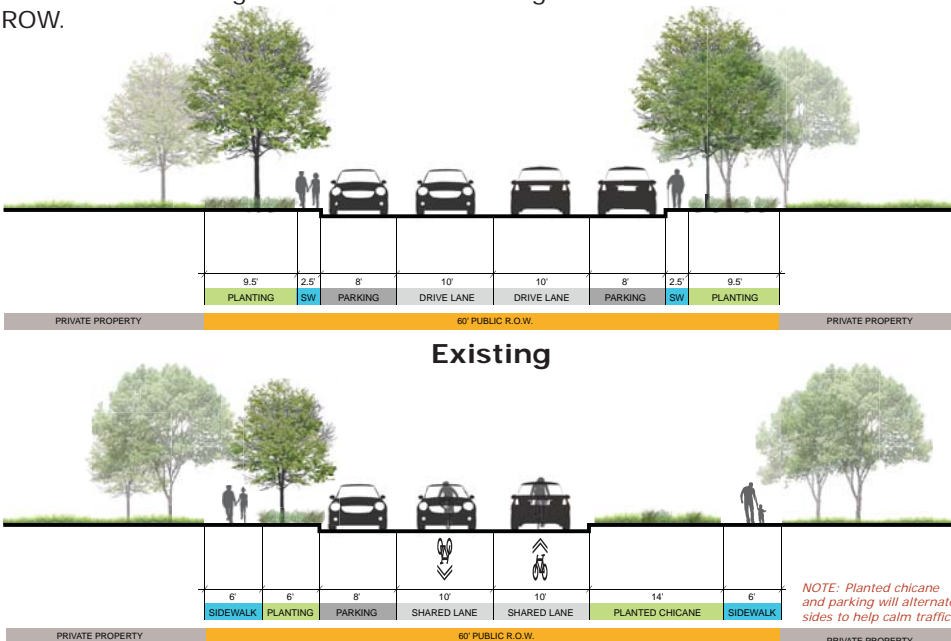 ROW.
9.5' 2.5' 8' 10' 10' 8' 2.5' 9.5'
PLANTING SW PARKING DRIVE LANE DRIVE LANE PARKING SW PLANTING
PRIVATE PROPERTY 60' PUBLIC R.O.W. PRIVATE PROPERTY
Existing
6' 6' 8' 10' 10' 14' 6'
SIDEWALK PLANTING PARKING SHARED LANE SHARED LANE PLANTED CHICANE SIDEWALK
NOTE: Planted chicane
and parking will alternate
sides to help calm traffic
PRIVATE PROPERTY 60' PUBLIC R.O.W. PRIVATE PROPERTY